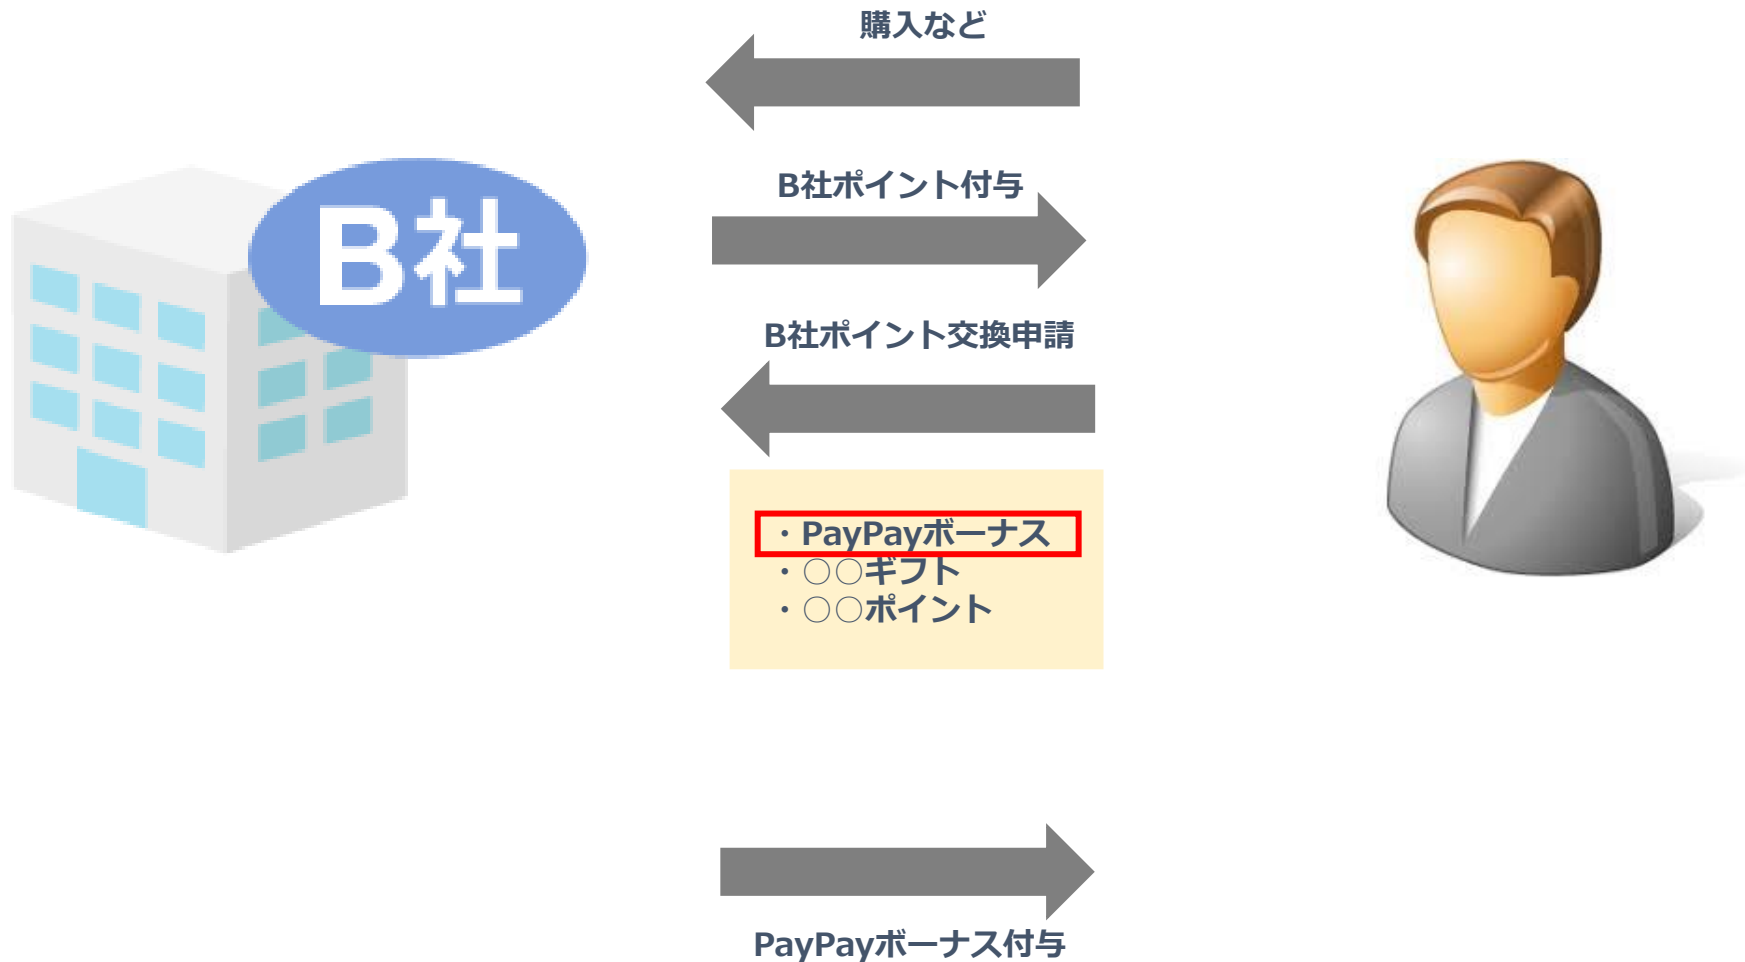 購入など
B社
B社ポイント付与
B社ポイント交換申請
・PayPayボーナス
・○○ギフト
・○○ポイント
PayPayボーナス付与